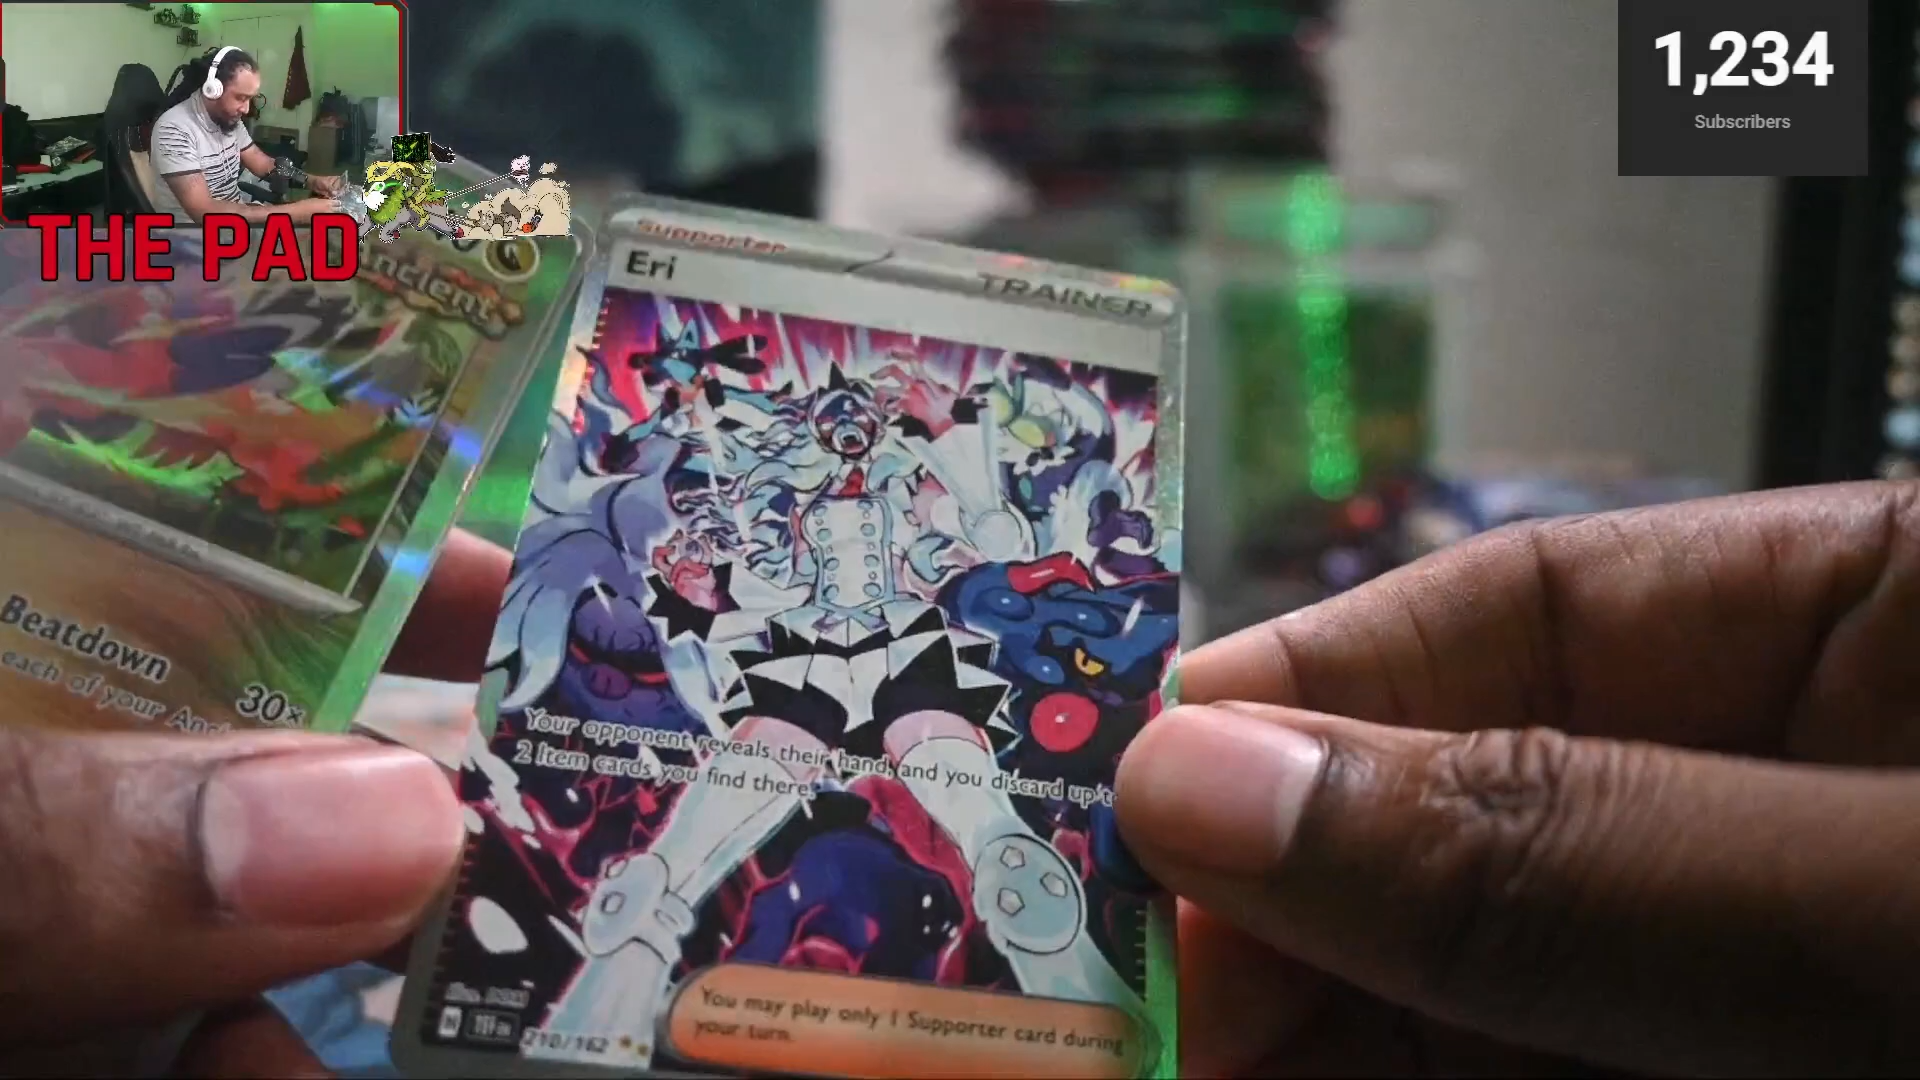 1,234
Subscribers
THE PAD
Ancient
Beatdown
30x
each of your
Supporter
Eri
TRAINER
Your opponent reveals their hand, and you discard up
2 Item cards you find there.
You may play only 1 Supporter card during
your turn.
210/162